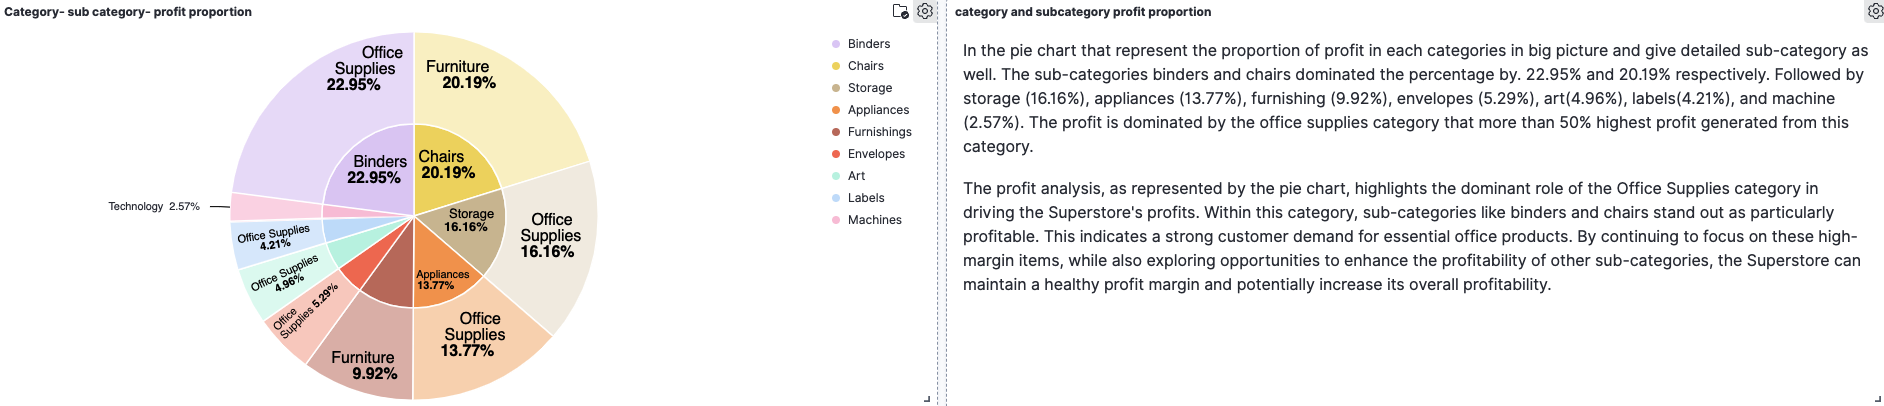 Category- sub category- profit proportion
Office
Supplies
22.95%
Furniture
20.19%
Binders
22.95%
Chairs
20.19%
Storage
16.16%
Office
Supplies
16.16%
Technology 2.57%
Office Supplies
4.21%
Office Supplies
4.96%
Office
Supplies 5.29%
Appliances
13.77%
Office
Supplies
13.77%
Furniture
9.92%
Binders
Chairs
Storage
Appliances
Furnishings
Envelopes
Art
Labels
Machines
category and subcategory profit proportion
In the pie chart that represent the proportion of profit in each categories in big picture and give detailed sub-category as
well. The sub-categories binders and chairs dominated the percentage by. 22.95% and 20.19% respectively. Followed by
storage (16.16%), appliances (13.77%), furnishing (9.92%), envelopes (5.29%), art(4.96%), labels(4.21%), and machine
(2.57%). The profit is dominated by the office supplies category that more than 50% highest profit generated from this
category.
The profit analysis, as represented by the pie chart, highlights the dominant role of the Office Supplies category in
driving the Superstore's profits. Within this category, sub-categories like binders and chairs stand out as particularly
profitable. This indicates a strong customer demand for essential office products. By continuing to focus on these high-
margin items, while also exploring opportunities to enhance the profitability of other sub-categories, the Superstore can
maintain a healthy profit margin and potentially increase its overall profitability.